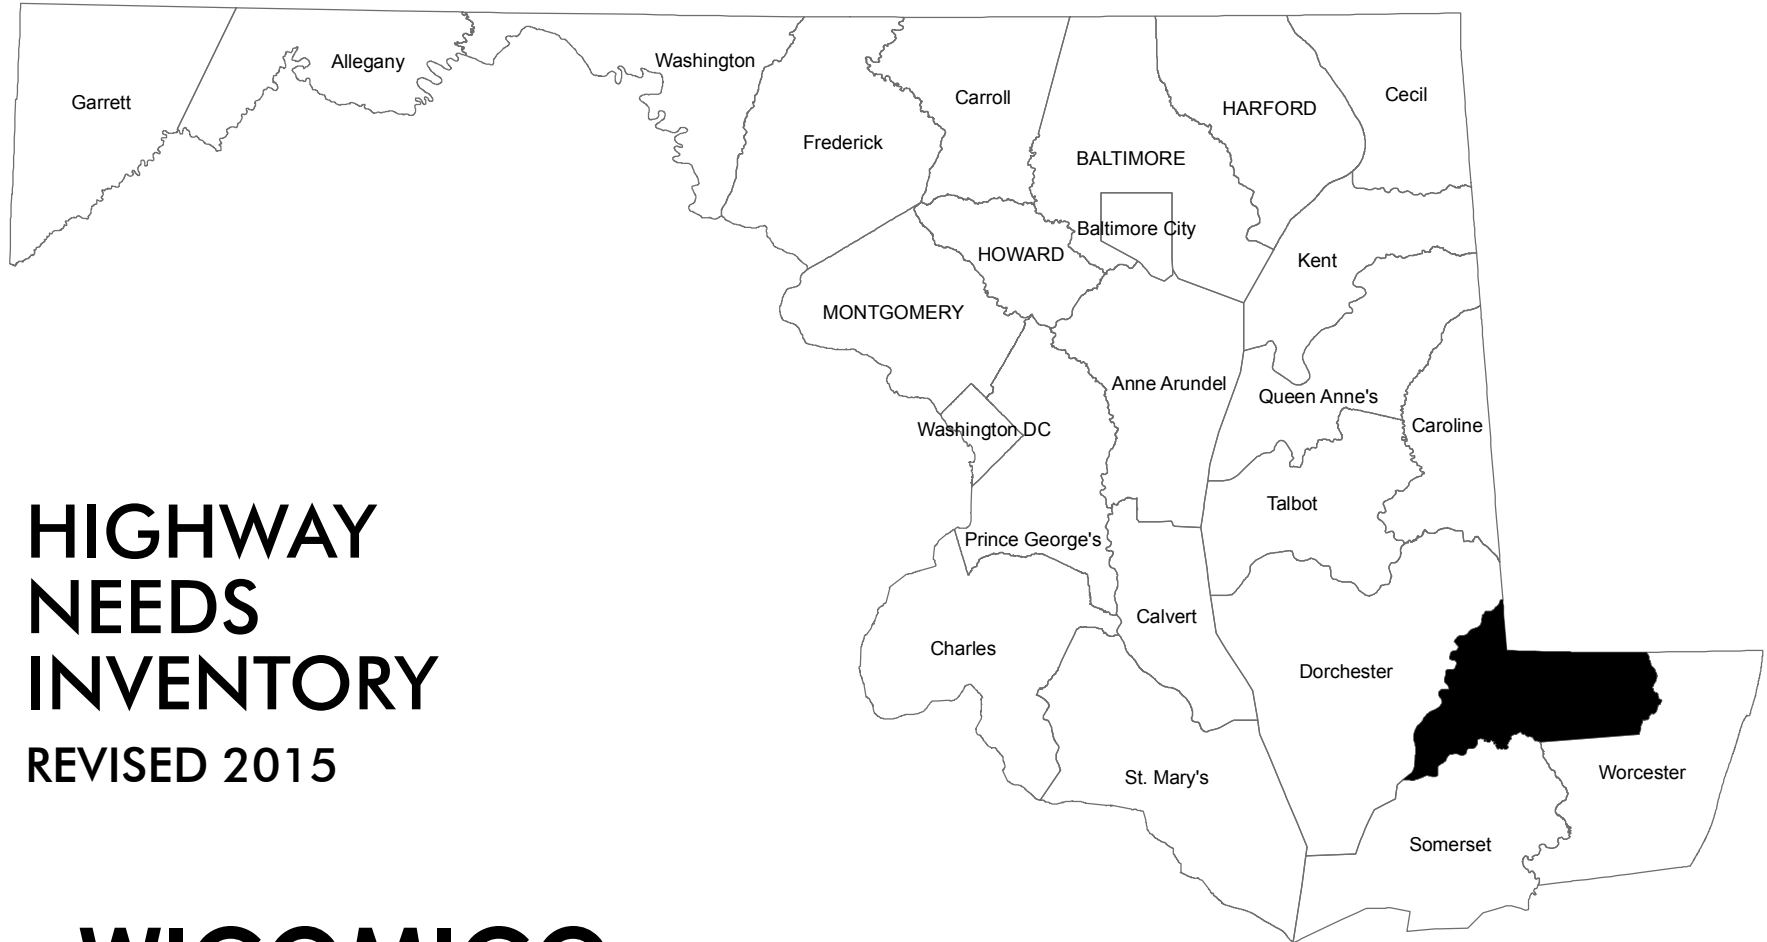 Garrett
Allegany
Washington
Frederick
Carroll
BALTIMORE
HARFORD
Cecil
Baltimore City
HOWARD
Kent
MONTGOMERY
Anne Arundel
Queen Anne's
Caroline
Washington DC
Talbot
Prince George's
Calvert
Charles
Dorchester
St. Mary's
Worcester
Somerset
HIGHWAY
NEEDS
INVENTORY
REVISED 2015
WICOMICO